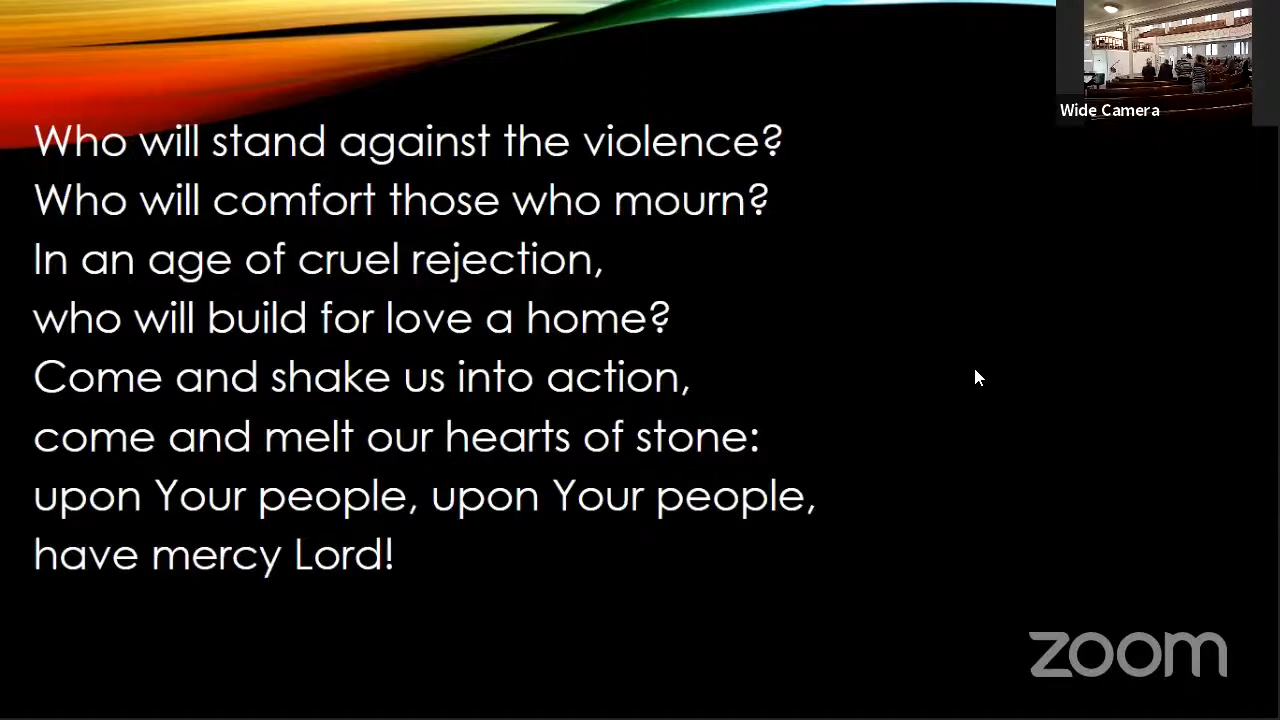 Wide Camera
Who will stand against the violence?
Who will comfort those who mourn?
In an age of cruel rejection,
who will build for love a home?
Come and shake us into action,
come and melt our hearts of stone:
upon Your people, upon Your people,
have mercy Lord!
zoom